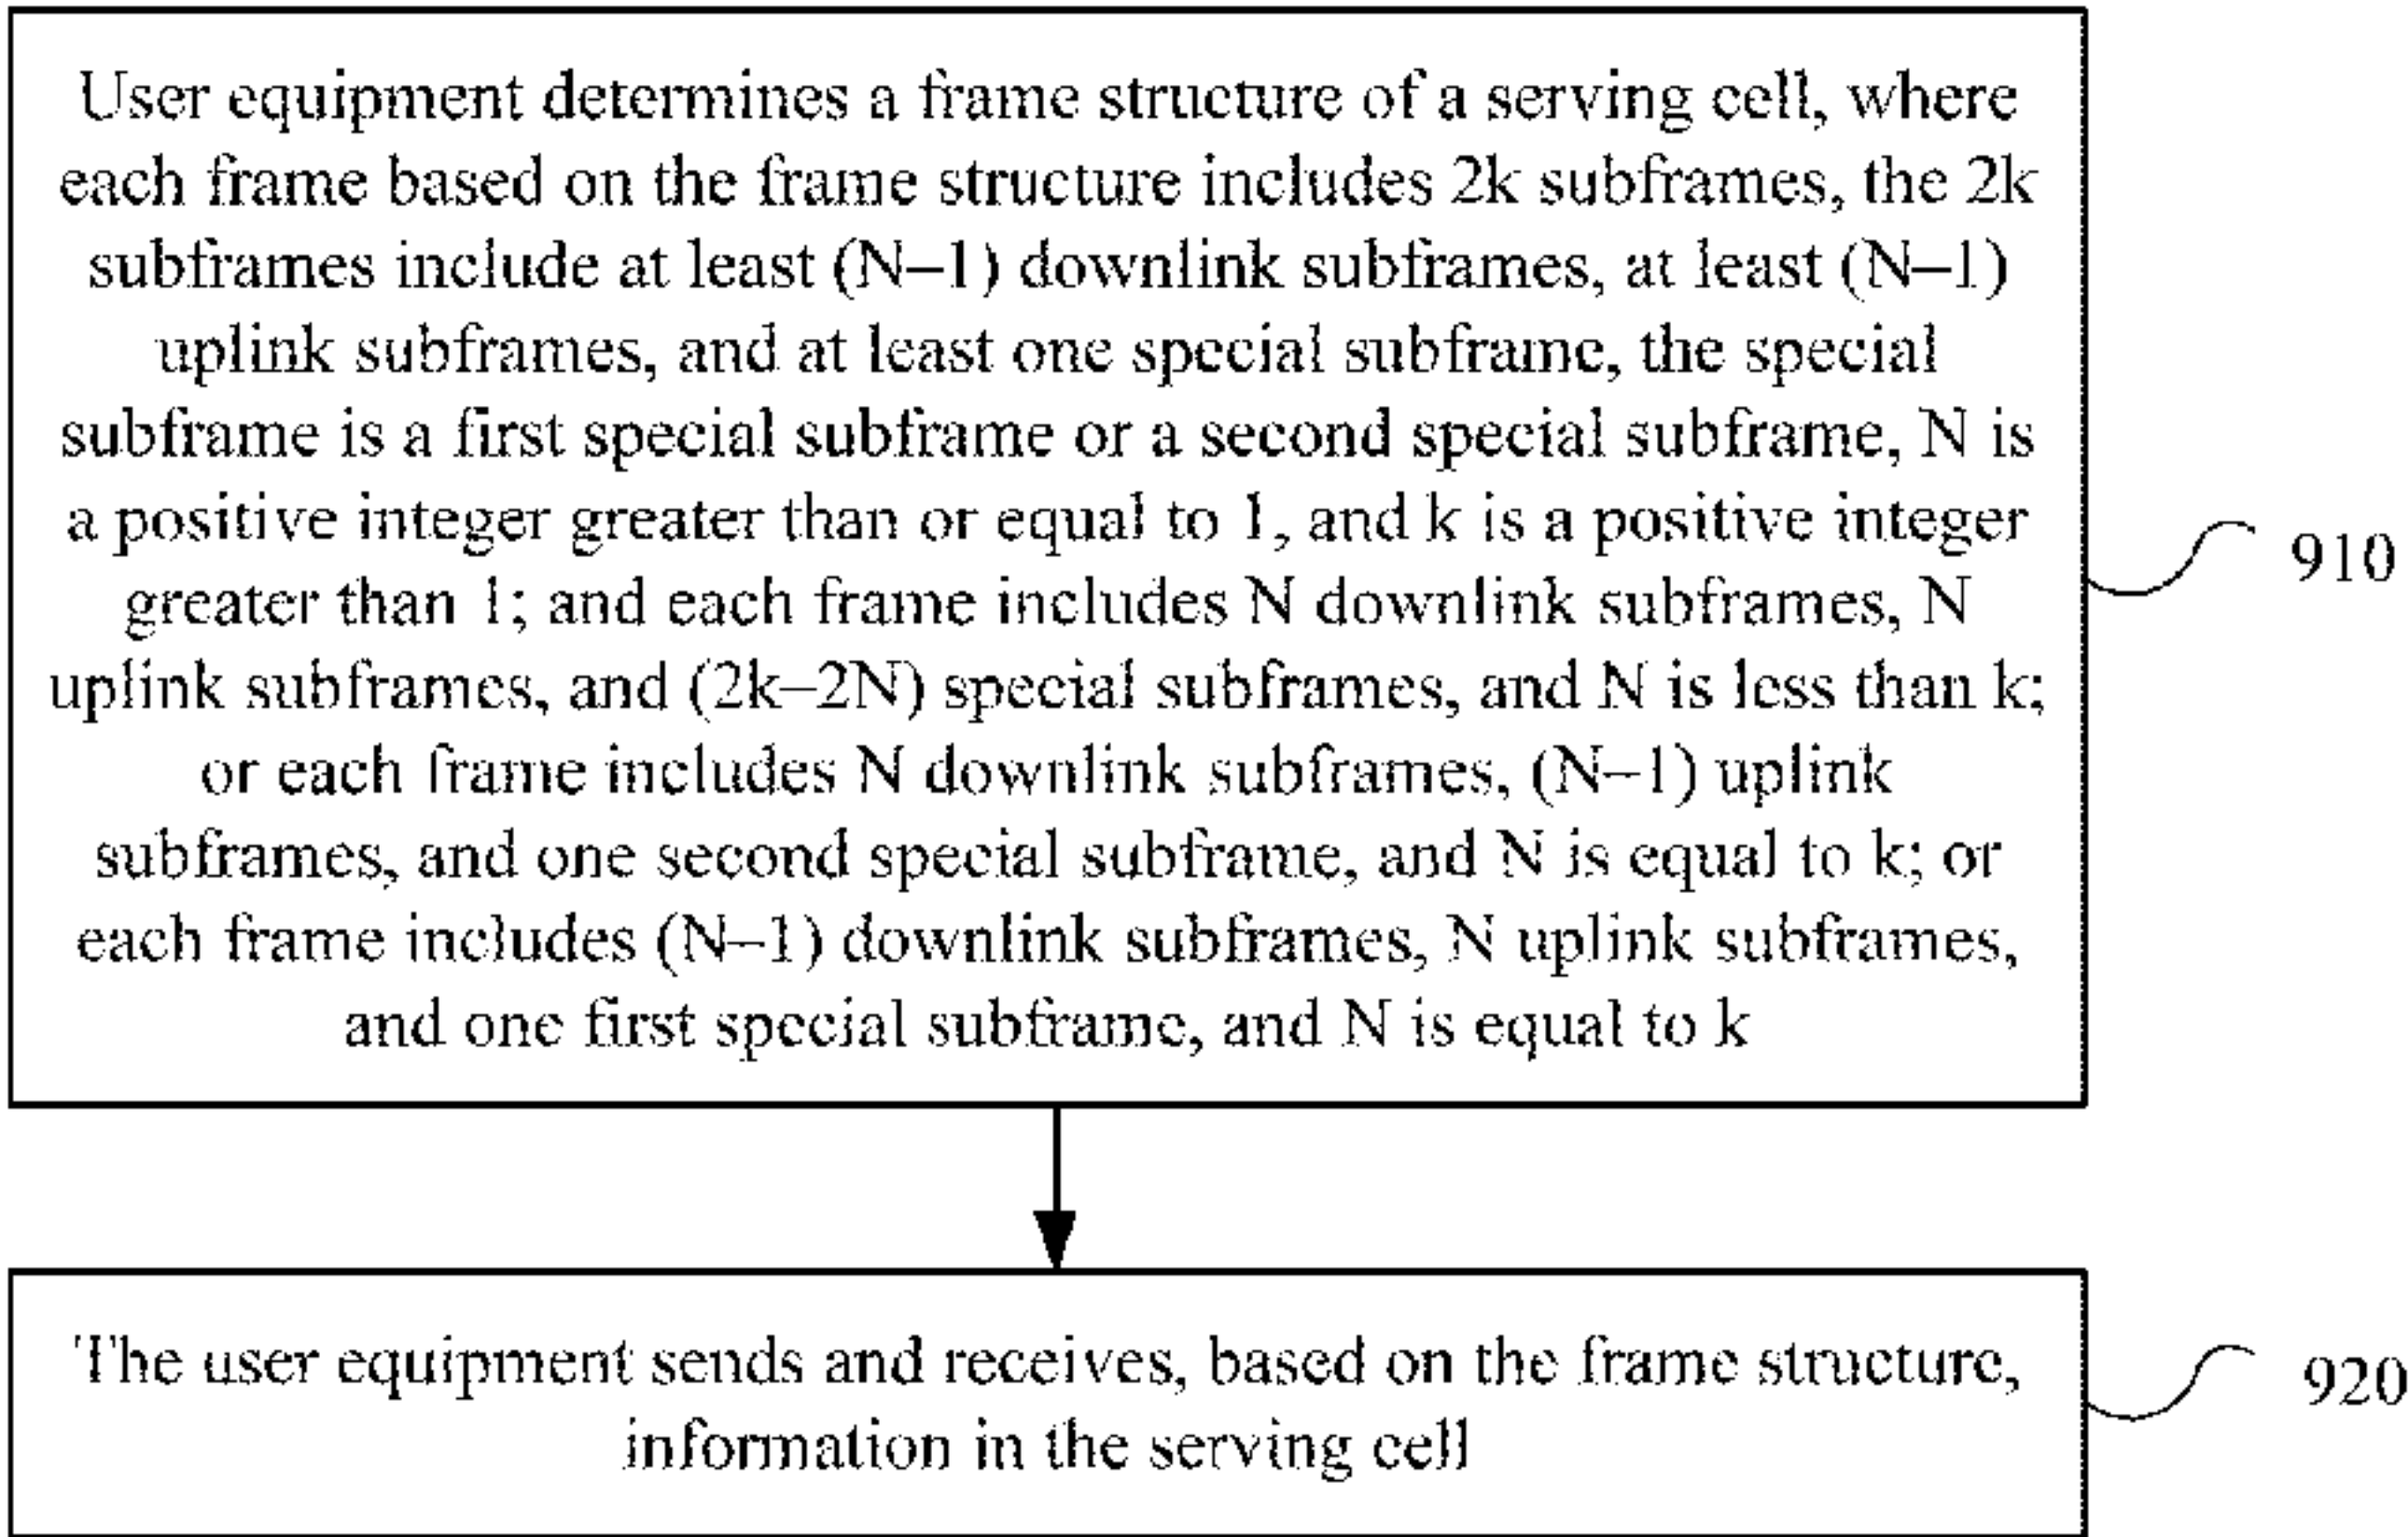 User equipment determines a frame structure of a serving cell, where
each frame based on the frame structure includes 2k subframes, the 2k
subframes include at least (N–1) downlink subframes, at least (N–1)
uplink subframes, and at least one special subframe, the special
subframe is a first special subframe or a second special subframe, N is
a positive integer greater than or equal to 1, and k is a positive integer
greater than 1; and each frame includes N downlink subframes, N
uplink subframes, and (2k–2N) special subframes, and N is less than k;
or each frame includes N downlink subframes, (N–1) uplink
subframes, and one second special subframe, and N is equal to k; or
each frame includes (N–1) downlink subframes, N uplink subframes,
and one first special subframe, and N is equal to k
910
The user equipment sends and receives, based on the frame structure,
information in the serving cell
920